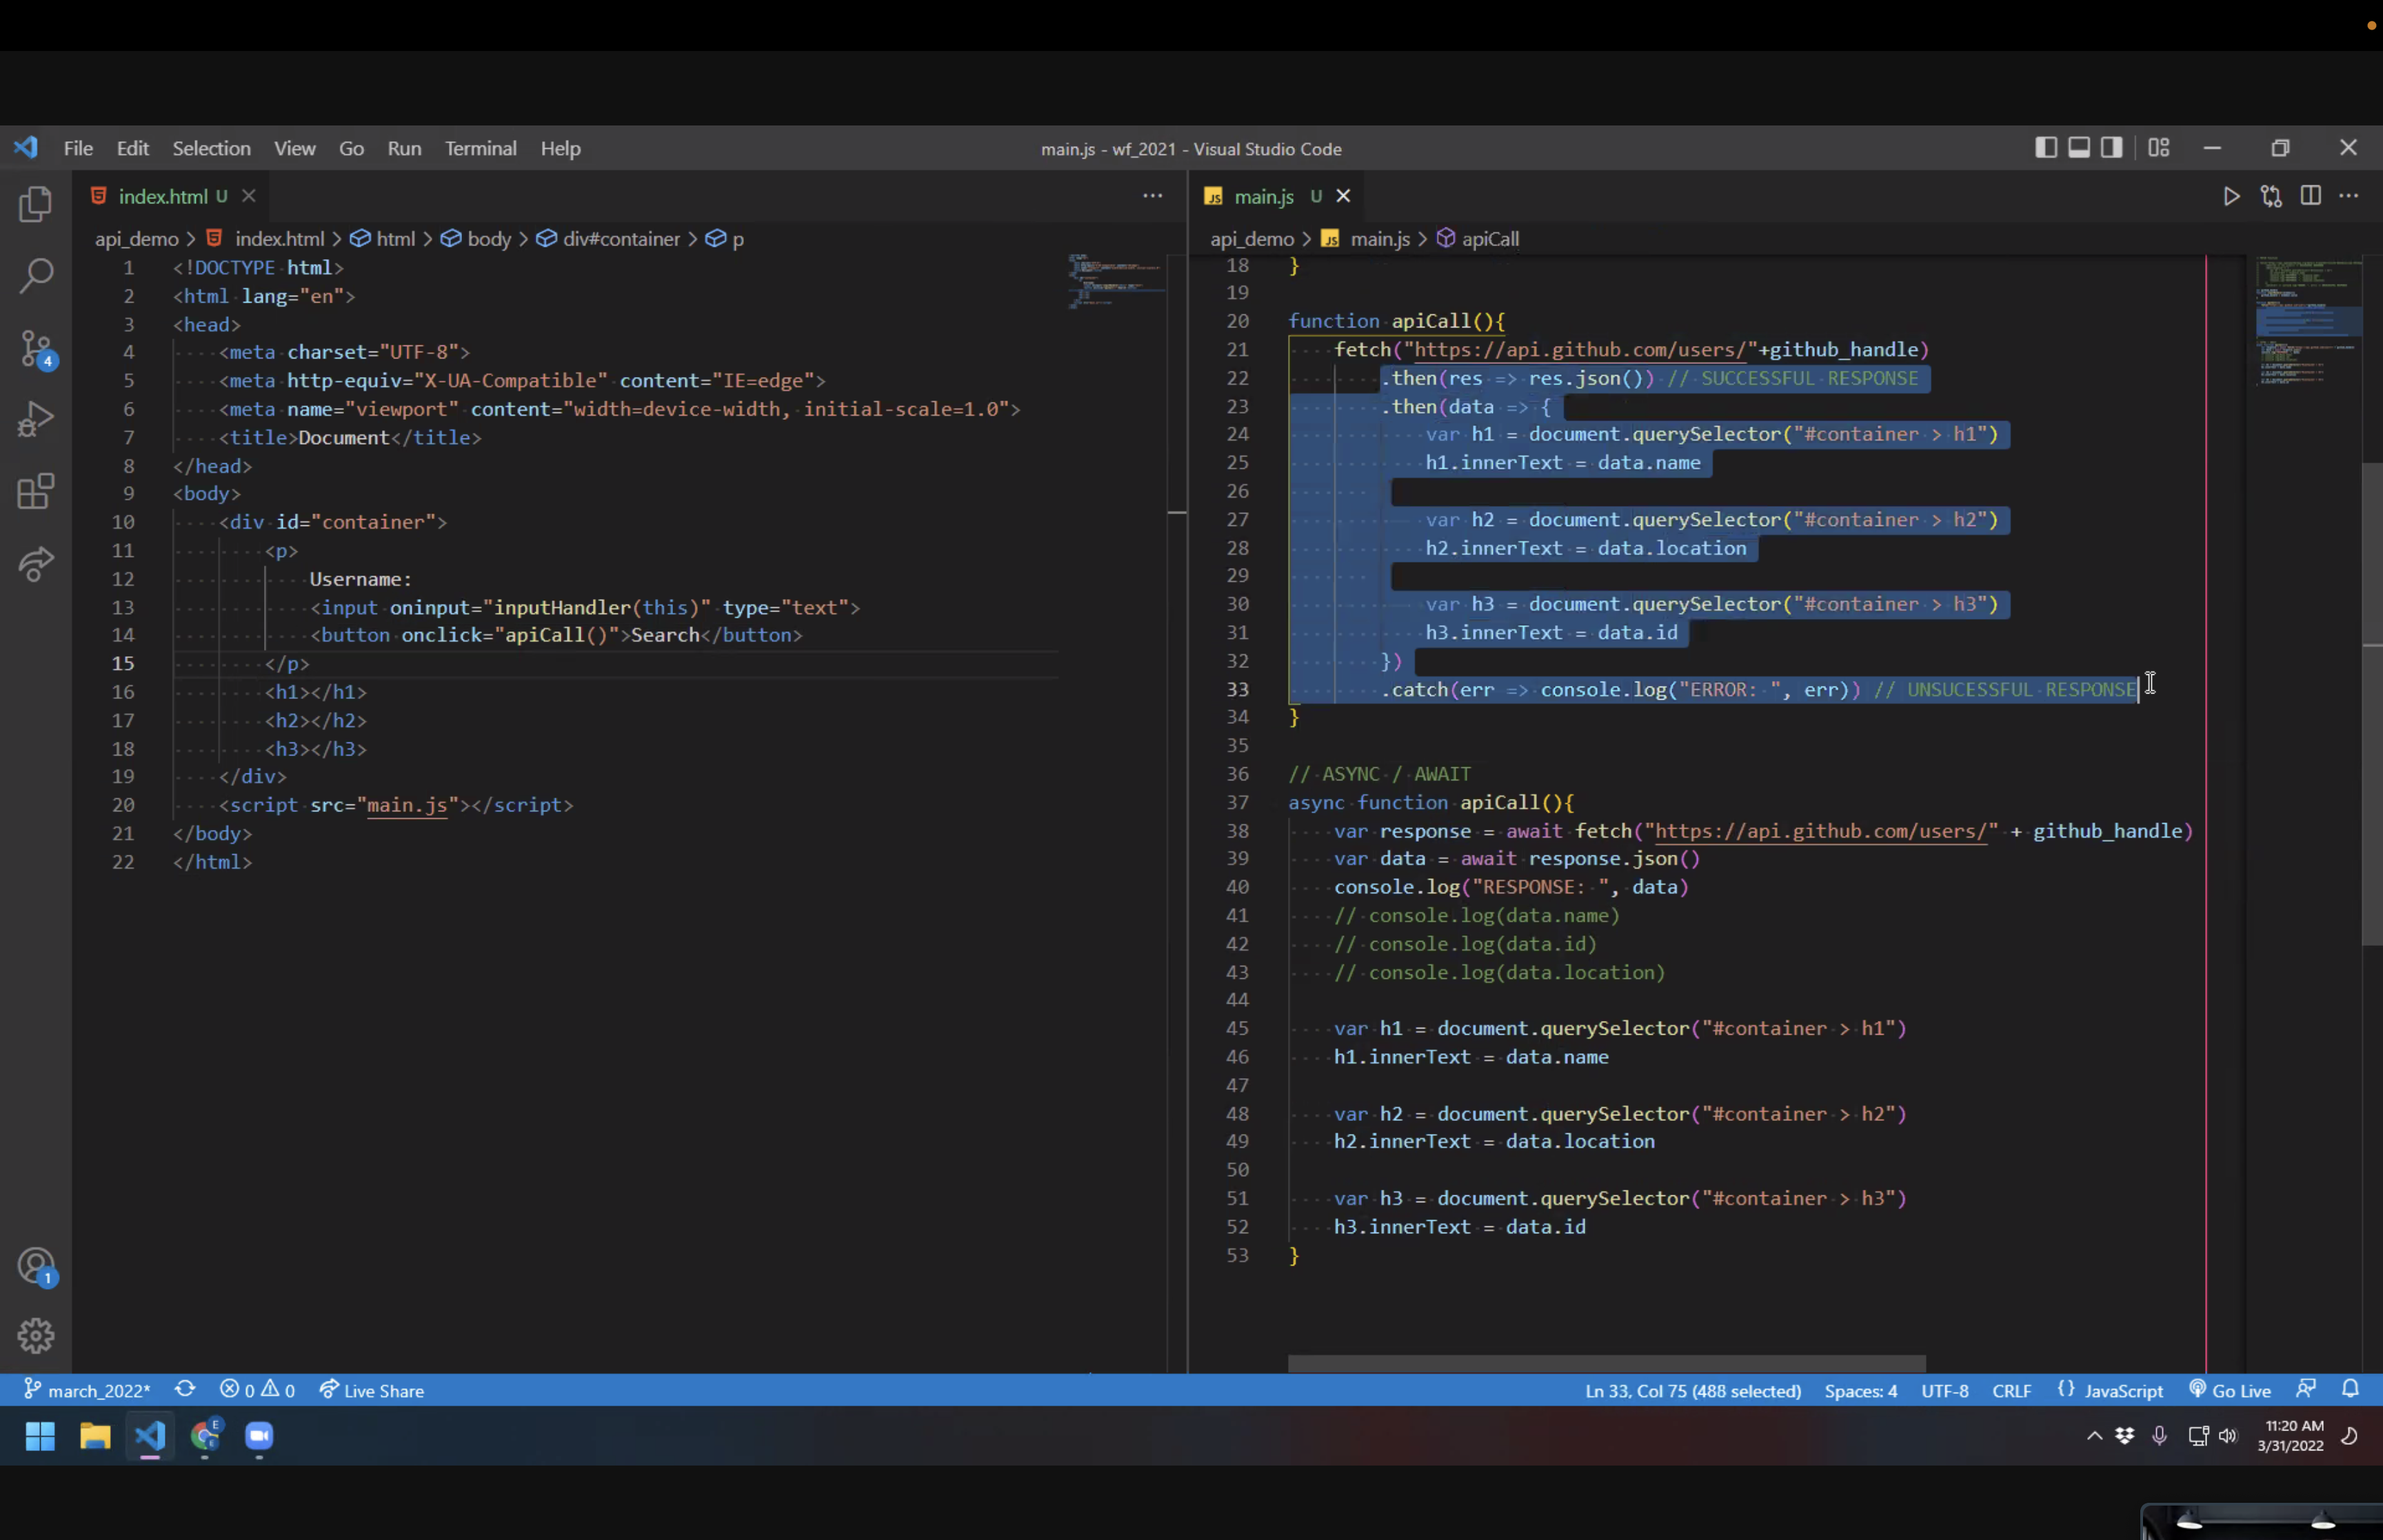 File Edit Selection View Go Run Terminal Help
main.js - wf_2021 - Visual Studio Code
index.html U
api_demo > index.html > html > body > div#container > p
1 <!DOCTYPE html>
2 <html lang="en">
3 <head>
4 <meta charset="UTF-8">
5 <meta http-equiv="X-UA-Compatible" content="IE=edge">
6 <meta name="viewport" content="width=device-width, initial-scale=1.0">
7 <title>Document</title>
8 </head>
9 <body>
10 <div id="container">
11 <p>
12 Username:
13 <input oninput="inputHandler(this)" type="text">
14 <button onclick="apiCall()">Search</button>
15 </p>
16 <h1></h1>
17 <h2></h2>
18 <h3></h3>
19 </div>
20 <script src="main.js"></script>
21 </body>
22 </html>
JS main.js U
api_demo > JS main.js > apiCall
18 }
19
20 function apiCall(){
21 fetch("https://api.github.com/users/"+github_handle)
22 .then(res => res.json()) // SUCCESSFUL RESPONSE
23 .then(data => {
24 var h1 = document.querySelector("#container > h1")
25 h1.innerText = data.name
26
27 var h2 = document.querySelector("#container > h2")
28 h2.innerText = data.location
29
30 var h3 = document.querySelector("#container > h3")
31 h3.innerText = data.id
32 })
33 .catch(err => console.log("ERROR: ", err)) // UNSUCESSFUL RESPONSE
34 }
35
36 // ASYNC / AWAIT
37 async function apiCall(){
38 var response = await fetch("https://api.github.com/users/" + github_handle)
39 var data = await response.json()
40 console.log("RESPONSE: ", data)
41 // console.log(data.name)
42 // console.log(data.id)
43 // console.log(data.location)
44
45 var h1 = document.querySelector("#container > h1")
46 h1.innerText = data.name
47
48 var h2 = document.querySelector("#container > h2")
49 h2.innerText = data.location
50
51 var h3 = document.querySelector("#container > h3")
52 h3.innerText = data.id
53 }
4
1
march_2022* 0 0 Live Share
Ln 33, Col 75 (488 selected) Spaces: 4 UTF-8 CRLF {} JavaScript Go Live
E
11:20 AM
3/31/2022